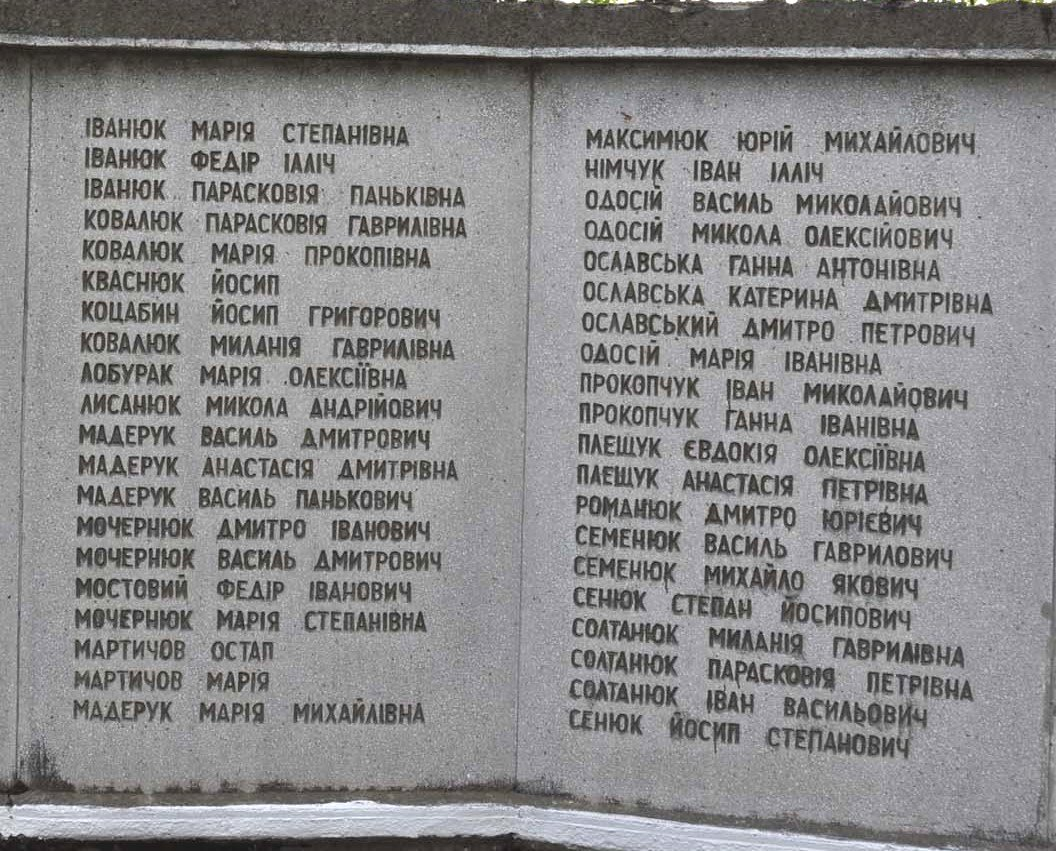 ІВАНЮК МАРІЯ СТЕПАНІВНА
ІВАНЮК ФЕДІР ІЛЛІЧ
ІВАНЮК ПАРАСКОВІЯ ПАНЬКІВНА
КОВАЛЮК ПАРАСКОВІЯ ГАВРИЛІВНА
КОВАЛЮК МАРІЯ ПРОКОПІВНА
КВАСНЮК ЙОСИП
КОЦАБИН ЙОСИП ГРИГОРОВИЧ
КОВАЛЮК МИЛАНІЯ ГАВРИЛІВНА
ЛОБУРАК МАРІЯ ОЛЕКСІЇВНА
ЛИСАНЮК МИКОЛА АНДРІЙОВИЧ
МАДЕРУК ВАСИЛЬ ДМИТРОВИЧ
МАДЕРУК АНАСТАСІЯ ДМИТРІВНА
МАДЕРУК ВАСИЛЬ ПАНЬКОВИЧ
МОЧЕРНЮК ДМИТРО ІВАНОВИЧ
МОЧЕРНЮК ВАСИЛЬ ДМИТРОВИЧ
МОСТОВИЙ ФЕДІР ІВАНОВИЧ
МОЧЕРНЮК МАРІЯ СТЕПАНІВНА
МАРТИЧОВ ОСТАП
МАРТИЧОВ МАРІЯ
МАДЕРУК МАРІЯ МИХАЙЛІВНА
МАКСИМЮК ЮРІЙ МИХАЙЛОВИЧ
НІМЧУК ІВАН ІЛЛІЧ
ОДОСІЙ ВАСИЛЬ МИКОЛАЙОВИЧ
ОДОСІЙ МИКОЛА ОЛЕКСІЙОВИЧ
ОСЛАВСЬКА ГАННА АНТОНІВНА
ОСЛАВСЬКА КАТЕРИНА ДМИТРІВНА
ОСЛАВСЬКИЙ ДМИТРО ПЕТРОВИЧ
ОДОСІЙ МАРІЯ ІВАНІВНА
ПРОКОПЧУК ІВАН МИКОЛАЙОВИЧ
ПРОКОПЧУК ГАННА ІВАНІВНА
ПЛЕЩУК ЄВДОКІЯ ОЛЕКСІЇВНА
ПЛЕЩУК АНАСТАСІЯ ПЕТРІВНА
РОМАНЮК ДМИТРО ЮРІЄВИЧ
СЕМЕНЮК ВАСИЛЬ ГАВРИЛОВИЧ
СЕМЕНЮК МИХАЙЛО ЯКОВИЧ
СЕНЮК СТЕПАН ЙОСИПОВИЧ
СОЛТАНЮК МИЛАНІЯ ГАВРИЛІВНА
СОЛТАНЮК ПАРАСКОВІЯ ПЕТРІВНА
СОЛТАНЮК ІВАН ВАСИЛЬОВИЧ
СЕНЮК ЙОСИП СТЕПАНОВИЧ